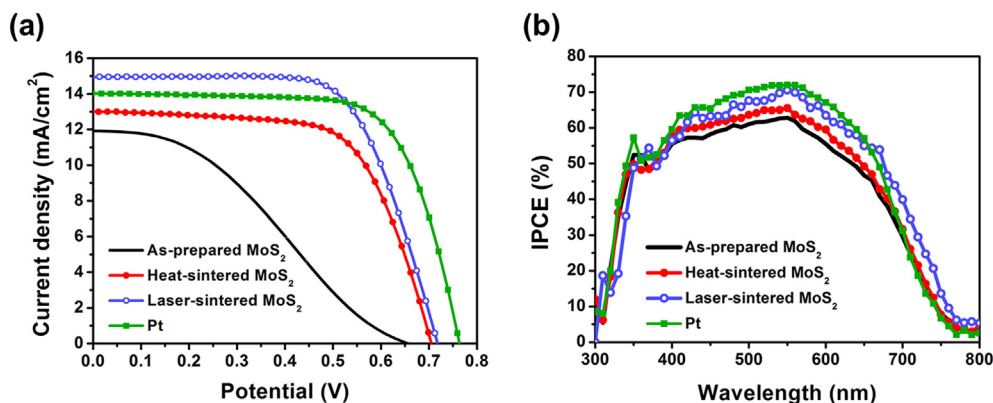 (a)
Current density (mA/cm²)
16
14
12
10
8
6
4
2
0
As-prepared MoS₂
Heat-sintered MoS₂
Laser-sintered MoS₂
Pt
0.0 0.1 0.2 0.3 0.4 0.5 0.6 0.7 0.8
Potential (V)
(b)
IPCE (%)
80
70
60
50
40
30
20
10
0
As-prepared MoS₂
Heat-sintered MoS₂
Laser-sintered MoS₂
Pt
300 400 500 600 700 800
Wavelength (nm)